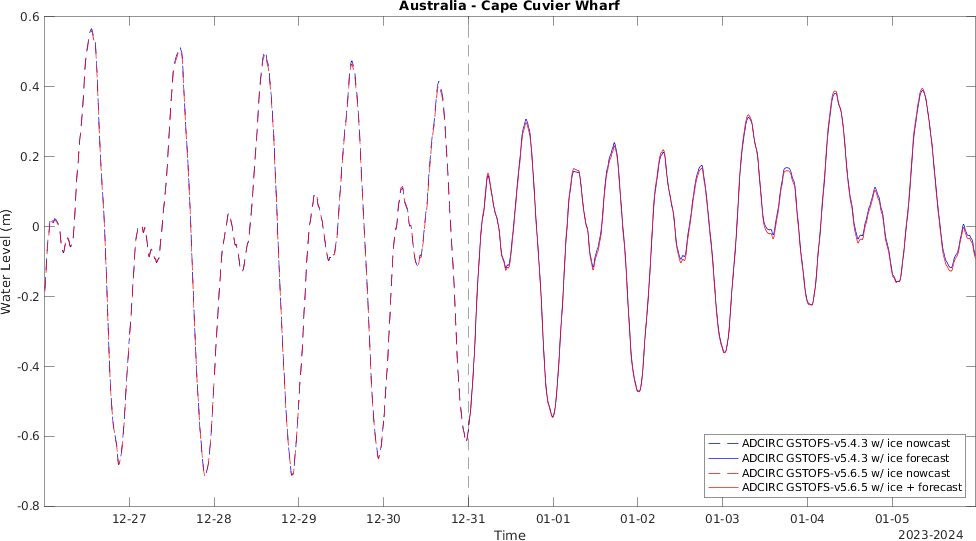 Australia - Cape Cuvier Wharf
0.6
0.4
0.2
0
-0.2
-0.4
-0.6
-0.8
Water Level (m)
ADCIRC GSTOFS-v5.4.3 w/ ice nowcast
ADCIRC GSTOFS-v5.4.3 w/ ice forecast
ADCIRC GSTOFS-v5.6.5 w/ ice nowcast
ADCIRC GSTOFS-v5.6.5 w/ ice + forecast
12-27 12-28 12-29 12-30 12-31 01-01 01-02 01-03 01-04 01-05
Time
2023-2024